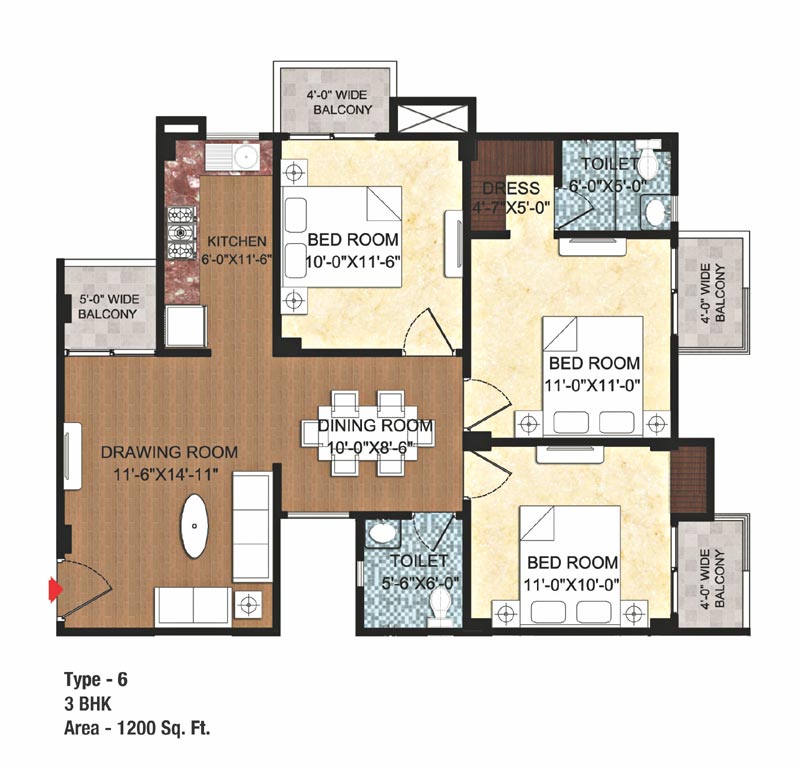 4'-0" WIDE
BALCONY
TOILET
6'-0"X5'-0"
DRESS
4'-7"X5'-0"
KITCHEN
6'-0"X11'-6"
BED ROOM
10'-0"X11'-6"
5'-0" WIDE
BALCONY
4'-0" WIDE
BALCONY
BED ROOM
11'-0"X11'-0"
DRAWING ROOM
11'-6"X14'-11"
DINING ROOM
10'-0"X8'-6"
TOILET
5'-6"X6'-0"
BED ROOM
11'-0"X10'-0"
4'-0" WIDE
BALCONY
Type - 6
3 BHK
Area - 1200 Sq. Ft.